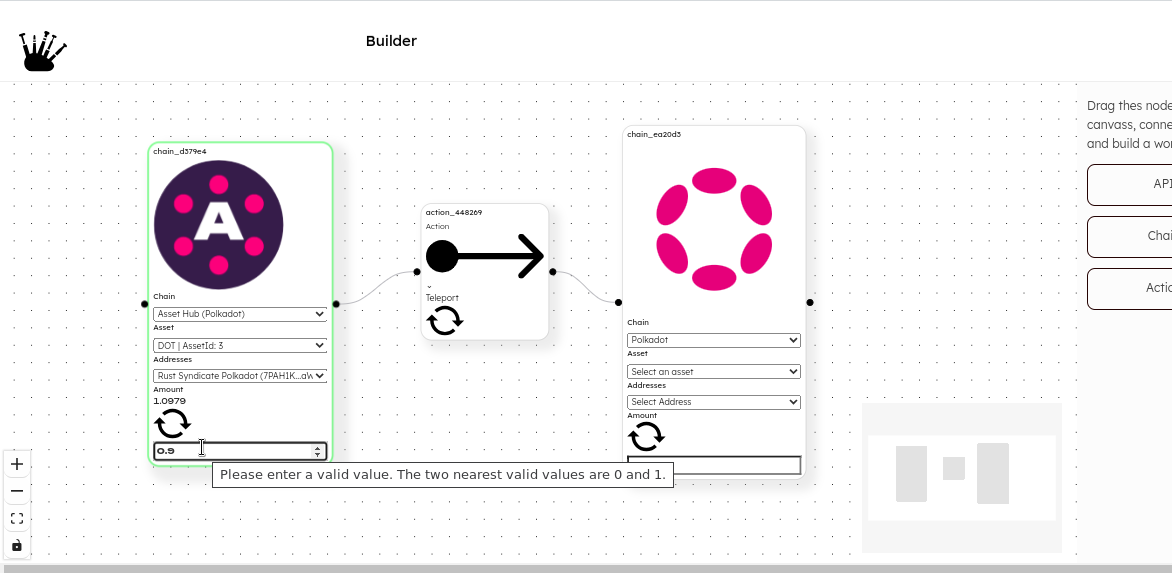 Builder
chain_d379e4
A
Chain
Asset Hub (Polkadot)
Asset
DOT | AssetId: 3
Addresses
Rust Syndicate Polkadot (7PAH1K...aW
Amount
1.0979
0.9
Please enter a valid value. The two nearest valid values are 0 and 1.
action_448269
Action
Teleport
chain_ea20d3
Chain
Polkadot
Asset
Select an asset
Addresses
Select Address
Amount
Drag thes node
canvass, conne
and build a wor
API
Chai
Actio